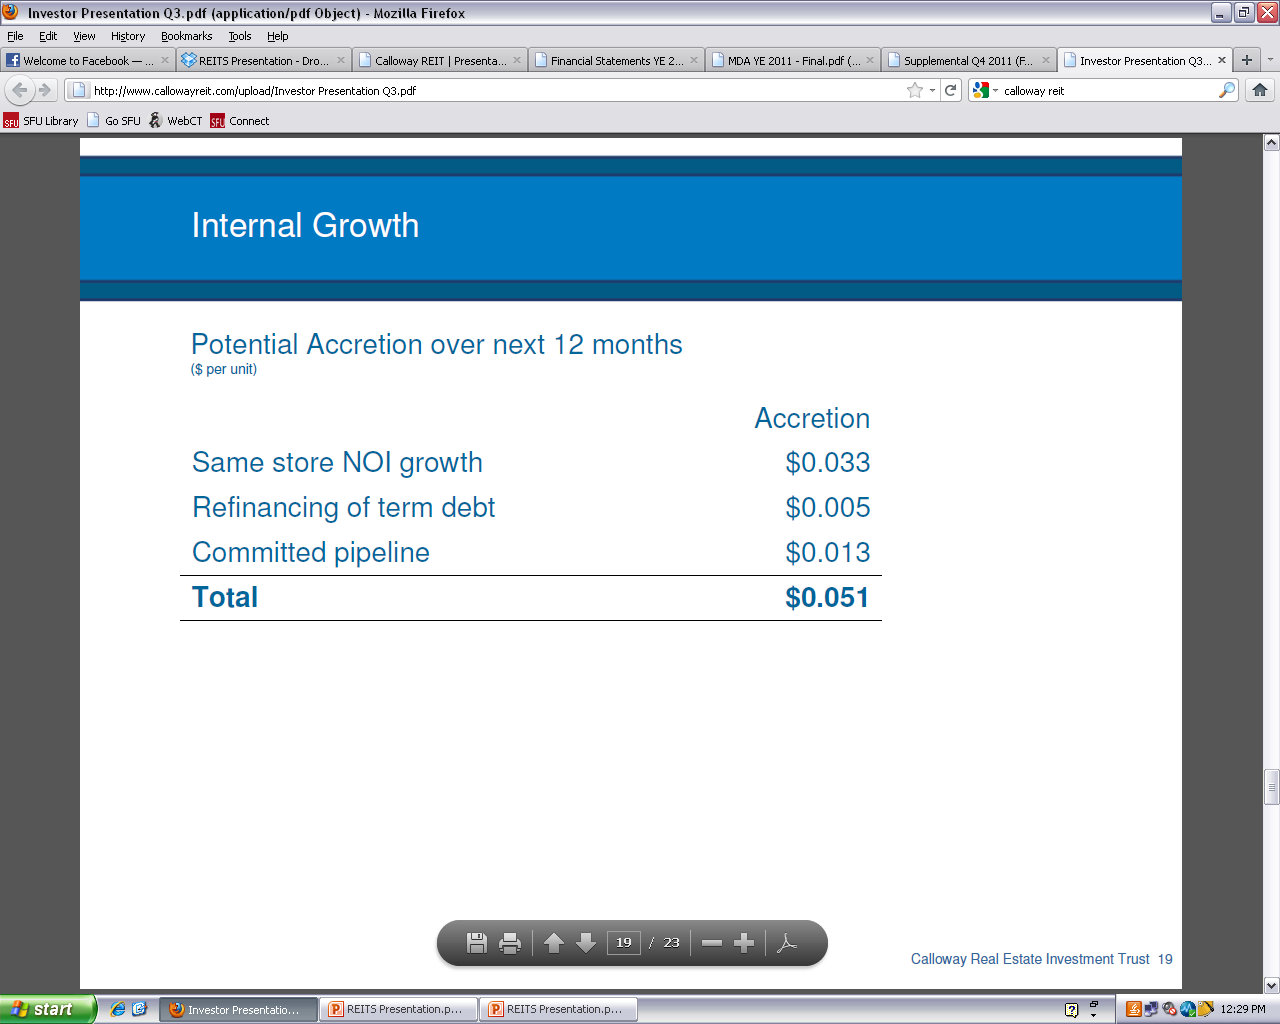 Investor Presentation Q3.pdf (application/pdf Object) - Mozilla Firefox
File Edit View History Bookmarks Tools Help
Welcome to Facebook — ... REITS Presentation - Dro... Calloway REIT | Presenta... Financial Statements YE 2... MDA YE 2011 - Final.pdf (... Supplemental Q4 2011 (F... Investor Presentation Q3...
http://www.callowayreit.com/upload/Investor Presentation Q3.pdf calloway reit
SFU SFU Library Go SFU WebCT SFU Connect
Internal Growth
Potential Accretion over next 12 months
($ per unit)
Accretion
Same store NOI growth $0.033
Refinancing of term debt $0.005
Committed pipeline $0.013
Total $0.051
19 / 23
Calloway Real Estate Investment Trust 19
start Investor Presentatio... REITS Presentation.p... REITS Presentation.p... 12:29 PM